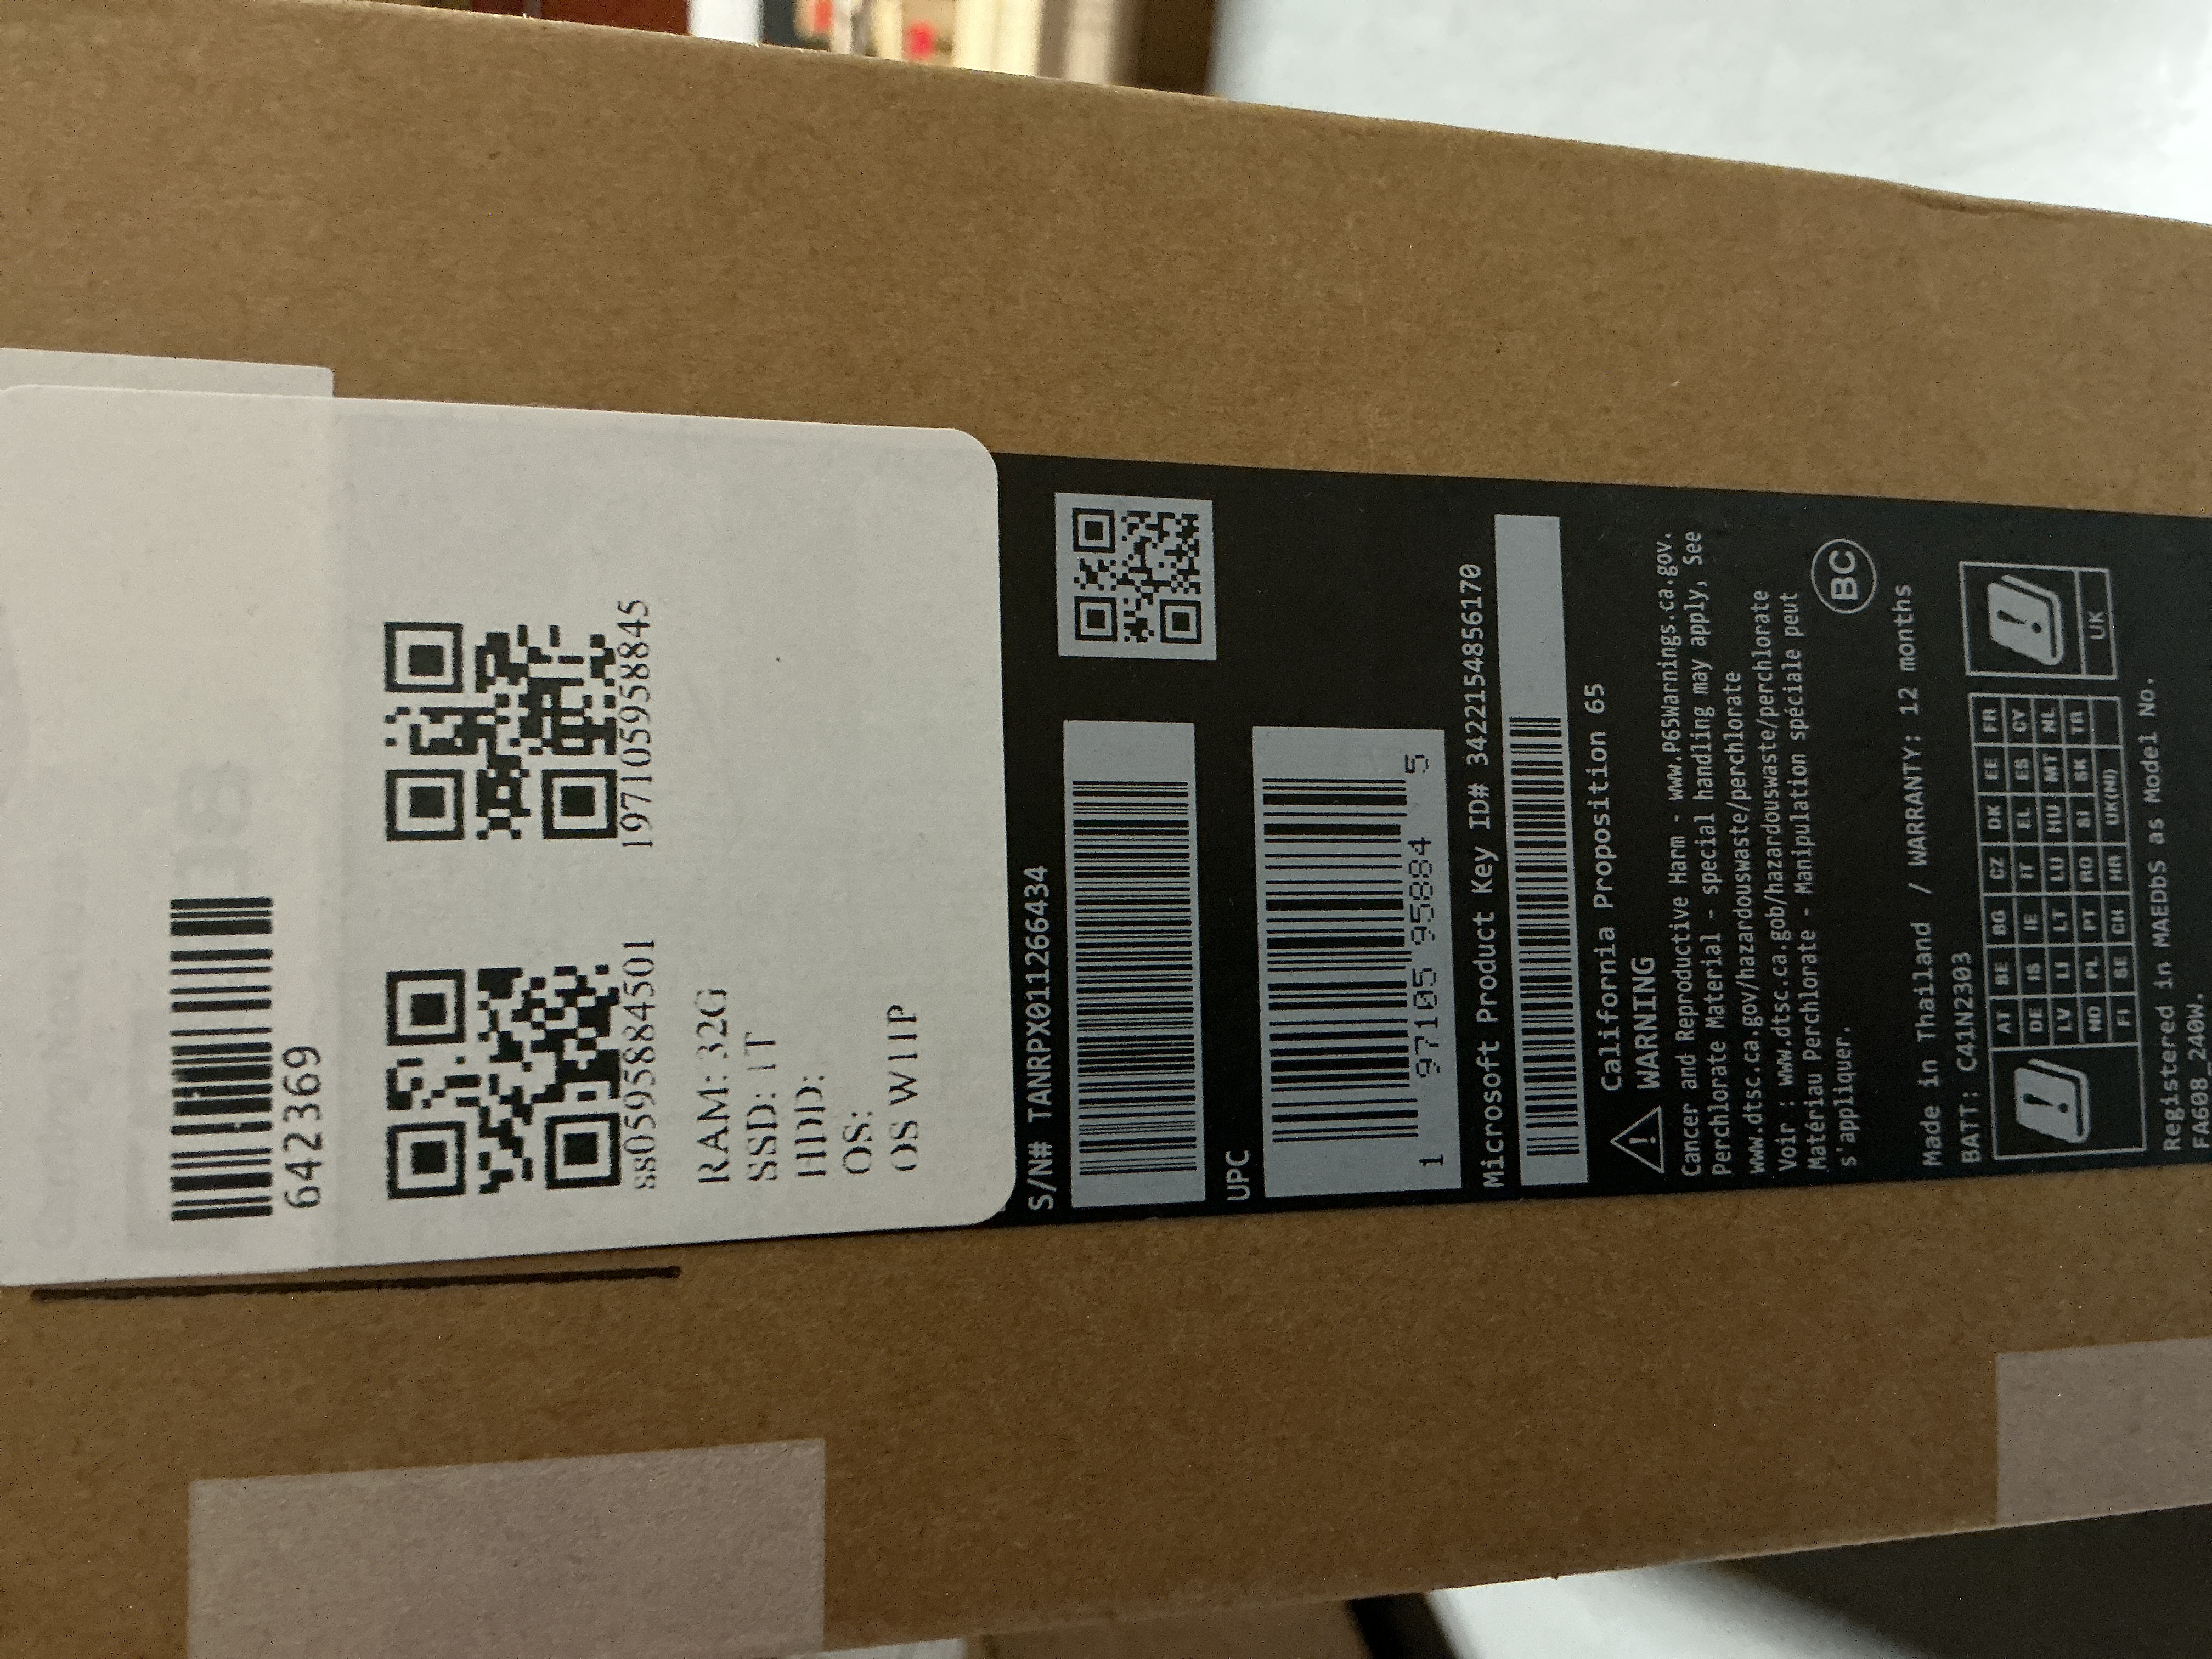 642369
ss0595884501
197105958845
RAM: 32G
SSD: 1T
HDD:
OS:
OS W11P
S/N# TANRPX011266434
UPC
1 97105 95884 5
Microsoft Product Key ID# 3422154856170
California Proposition 65
WARNING
Cancer and Reproductive Harm - www.P65Warnings.ca.gov.
Perchlorate Material - special handling may apply, See
www.dtsc.ca.gov/hazardouswaste/perchlorate
Voir : www.dtsc.ca.gob/hazardouswaste/perchlorate
Matériau Perchlorate - Manipulation spéciale peut
s'appliquer.
BC
Made in Thailand / WARRANTY: 12 months
BATT: C41N2303
AT BE BG CZ DK EE FR
DE IS IE IT EL ES CY
LV LI LT LU HU MT NL
NO PL PT RO SI SK TR
FI SE CH HR UK(NI)
UK
Registered in MAEDbS as Model No.
FA608_240W.